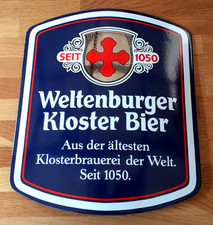 SEIT 1050
Weltenburger
Kloster Bier
Aus der ältesten
Klosterbrauerei der Welt.
Seit 1050.